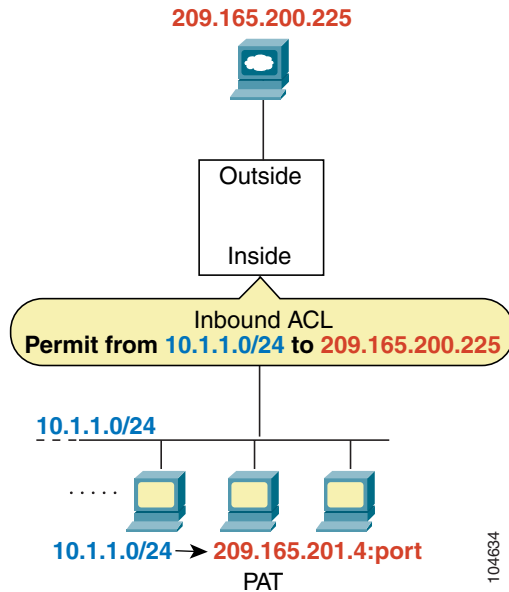 209.165.200.225
Outside
Inside
Inbound ACL
Permit from 10.1.1.0/24 to 209.165.200.225
10.1.1.0/24
10.1.1.0/24 → 209.165.201.4:port
PAT
104634